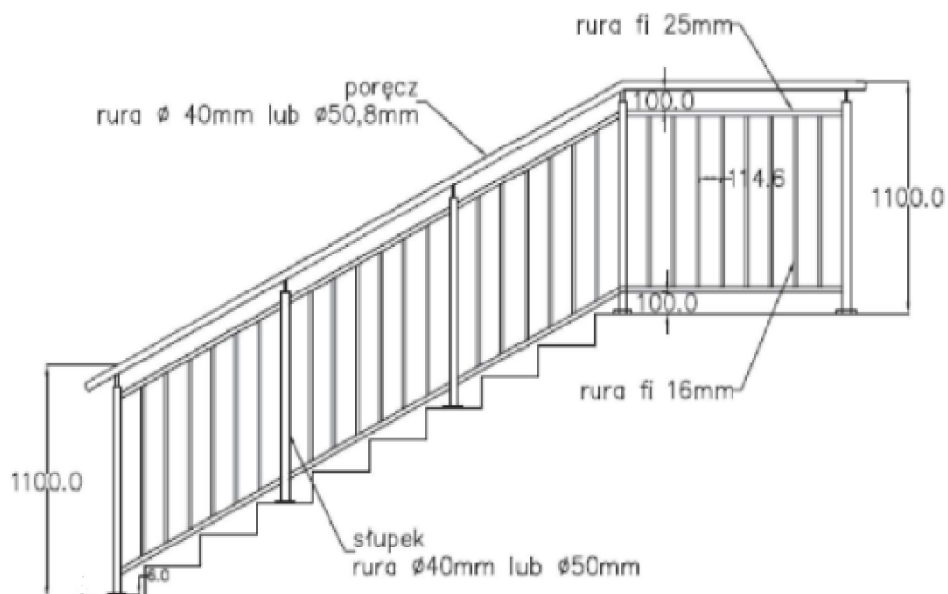 rura fi 25mm
poręcz
rura Ø 40mm lub Ø50,8mm
100.0
114.6
1100.0
100.0
rura fi 16mm
1100.0
słupek
rura Ø40mm lub Ø50mm